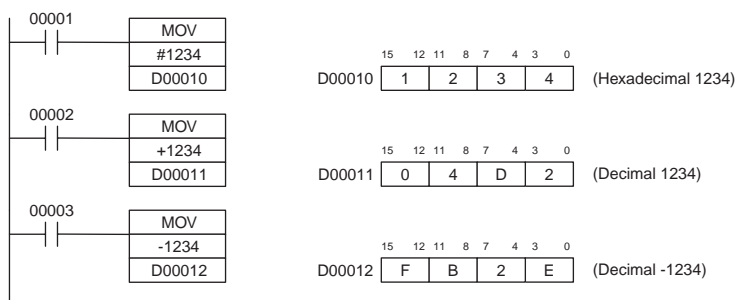 00001
MOV
#1234
D00010
15 12 11 8 7 4 3 0
D00010 1 2 3 4 (Hexadecimal 1234)
00002
MOV
+1234
D00011
15 12 11 8 7 4 3 0
D00011 0 4 D 2 (Decimal 1234)
00003
MOV
-1234
D00012
15 12 11 8 7 4 3 0
D00012 F B 2 E (Decimal -1234)